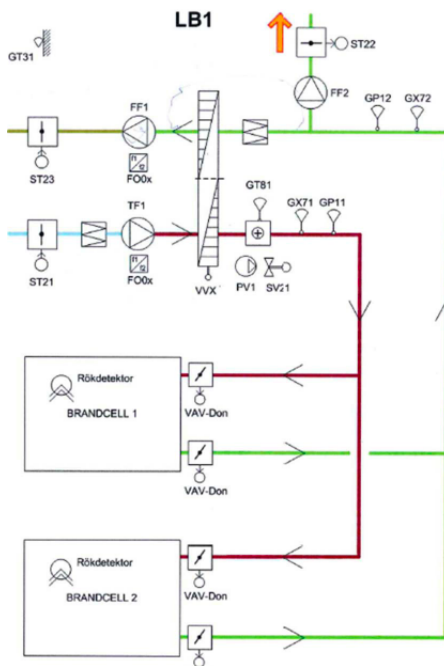 LB1
GT31
ST22
FF1
FF2
GP12
GX72
ST23
FO0x
TF1
GT81
GX71
GP11
ST21
FO0x
VVX
PV1
SV21
Rökdetektor
BRANDCELL 1
VAV-Don
VAV-Don
Rökdetektor
BRANDCELL 2
VAV-Don